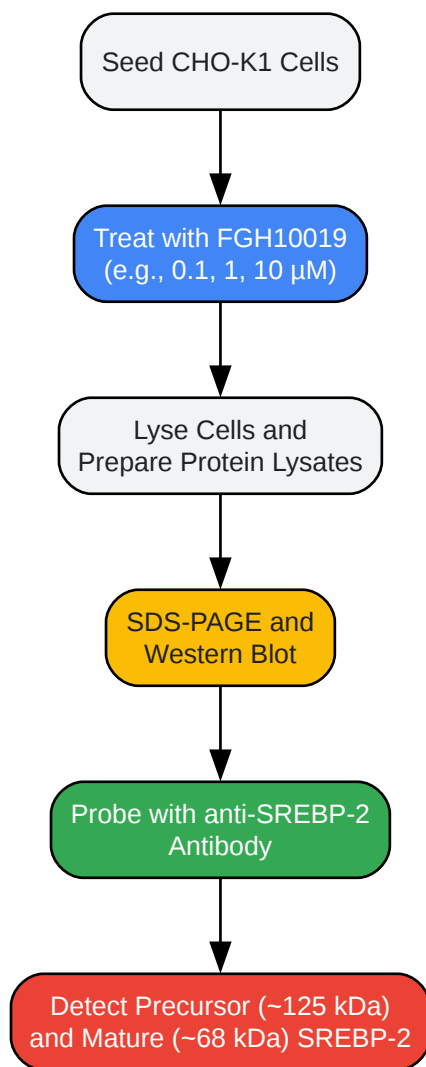 Seed CHO-K1 Cells
Treat with FGH10019
(e.g., 0.1, 1, 10 µM)
Lyse Cells and
Prepare Protein Lysates
SDS-PAGE and
Western Blot
Probe with anti-SREBP-2
Antibody
Detect Precursor (~125 kDa)
and Mature (~68 kDa) SREBP-2